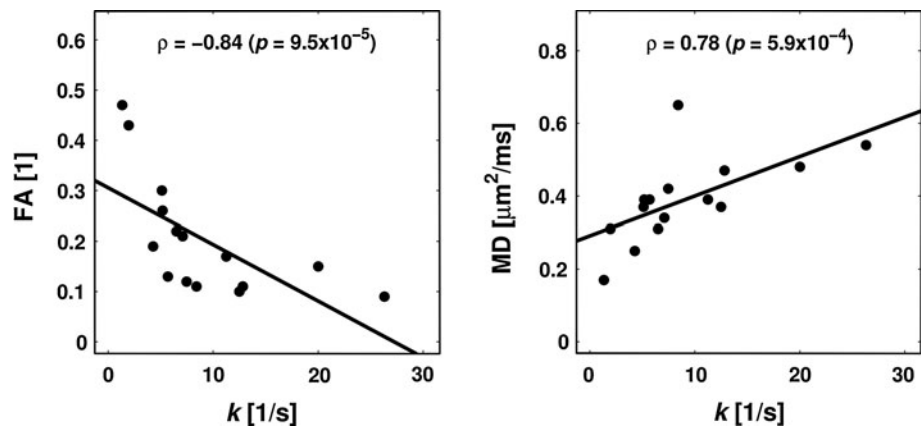 ρ = −0.84 (p = 9.5x10⁻⁵)
0.6
0.5
0.4
0.3
0.2
0.1
0
FA [1]
0 10 20 30
k [1/s]
ρ = 0.78 (p = 5.9x10⁻⁴)
0.8
0.6
0.4
0.2
0
MD [μm²/ms]
0 10 20 30
k [1/s]